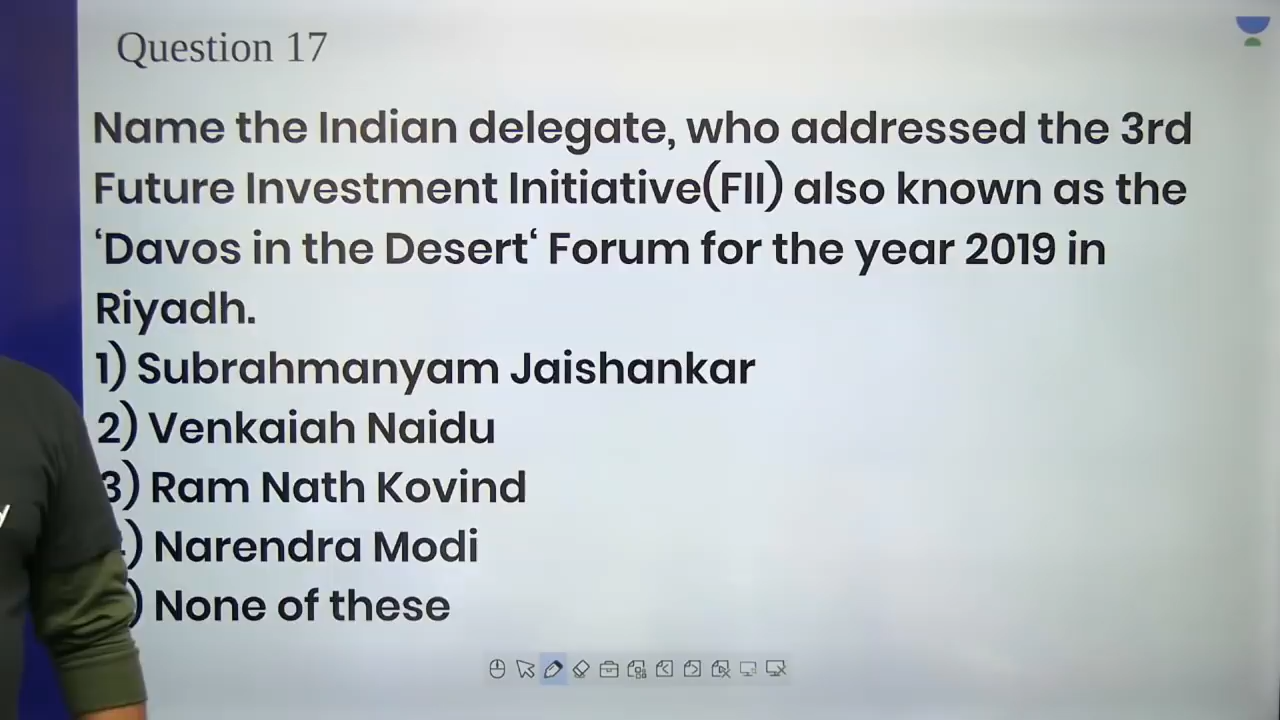 Question 17
Name the Indian delegate, who addressed the 3rd
Future Investment Initiative(FII) also known as the
‘Davos in the Desert‘ Forum for the year 2019 in
Riyadh.
1) Subrahmanyam Jaishankar
2) Venkaiah Naidu
3) Ram Nath Kovind
) Narendra Modi
) None of these